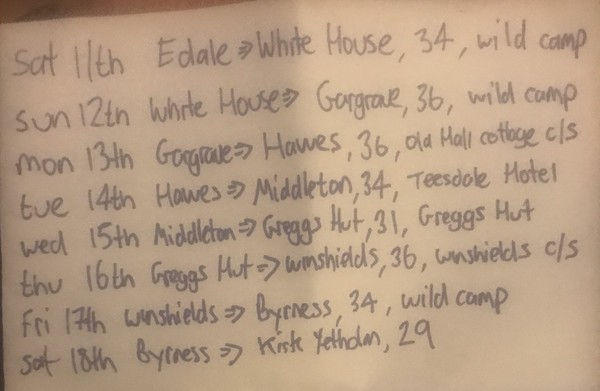 Sat 11th Edale => White House, 34, wild camp
sun 12th White House => Gargrave, 36, wild camp
mon 13th Gargrave => Hawes, 36, old Hall cottage c/s
tue 14th Hawes => Middleton, 34, Teesdale Hotel
wed 15th Middleton => Greggs Hut, 31, Greggs Hut
thu 16th Greggs Hut => winshields, 36, winshields c/s
Fri 17th winshields => Byrness, 34, wild camp
sat 18th Byrness => Kirk Yetholm, 29